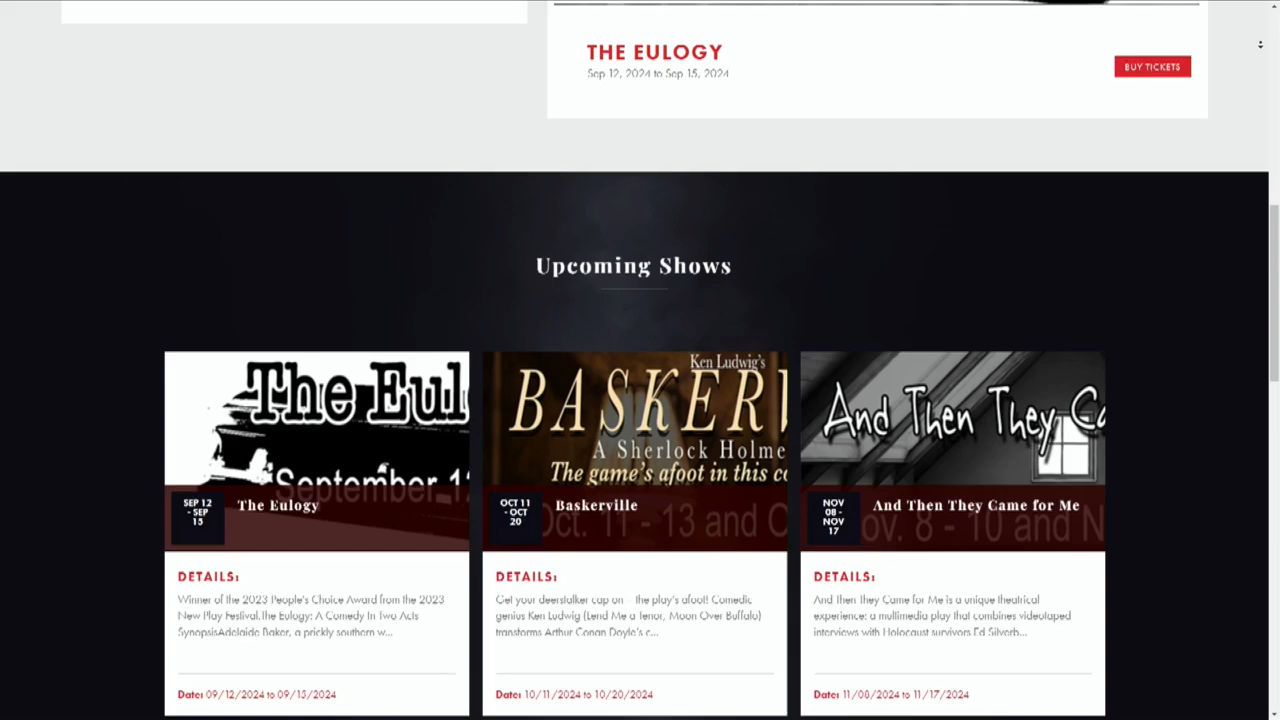 THE EULOGY
Sep 12, 2024 to Sep 15, 2024
BUY TICKETS
Upcoming Shows
The Eul
September 1
SEP 12
- SEP
15
The Eulogy
DETAILS:
Winner of the 2023 People's Choice Award from the 2023
New Play Festival.The Eulogy: A Comedy In Two Acts
SynopsisAdelaide Baker, a prickly southern w...
Date: 09/12/2024 to 09/15/2024
Ken Ludwig's
BASKERV
A Sherlock Holme
The game's afoot in this co
Oct. 11 - 13 and O
OCT 11
- OCT
20
Baskerville
DETAILS:
Get your deerstalker cap on – the play's afoot! Comedic
genius Ken Ludwig (Lend Me a Tenor, Moon Over Buffalo)
transforms Arthur Conan Doyle's c...
Date: 10/11/2024 to 10/20/2024
And Then They Ca
Nov. 8 - 10 and N
NOV
08 -
NOV
17
And Then They Came for Me
DETAILS:
And Then They Came for Me is a unique theatrical
experience: a multimedia play that combines videotaped
interviews with Holocaust survivors Ed Silverb...
Date: 11/08/2024 to 11/17/2024